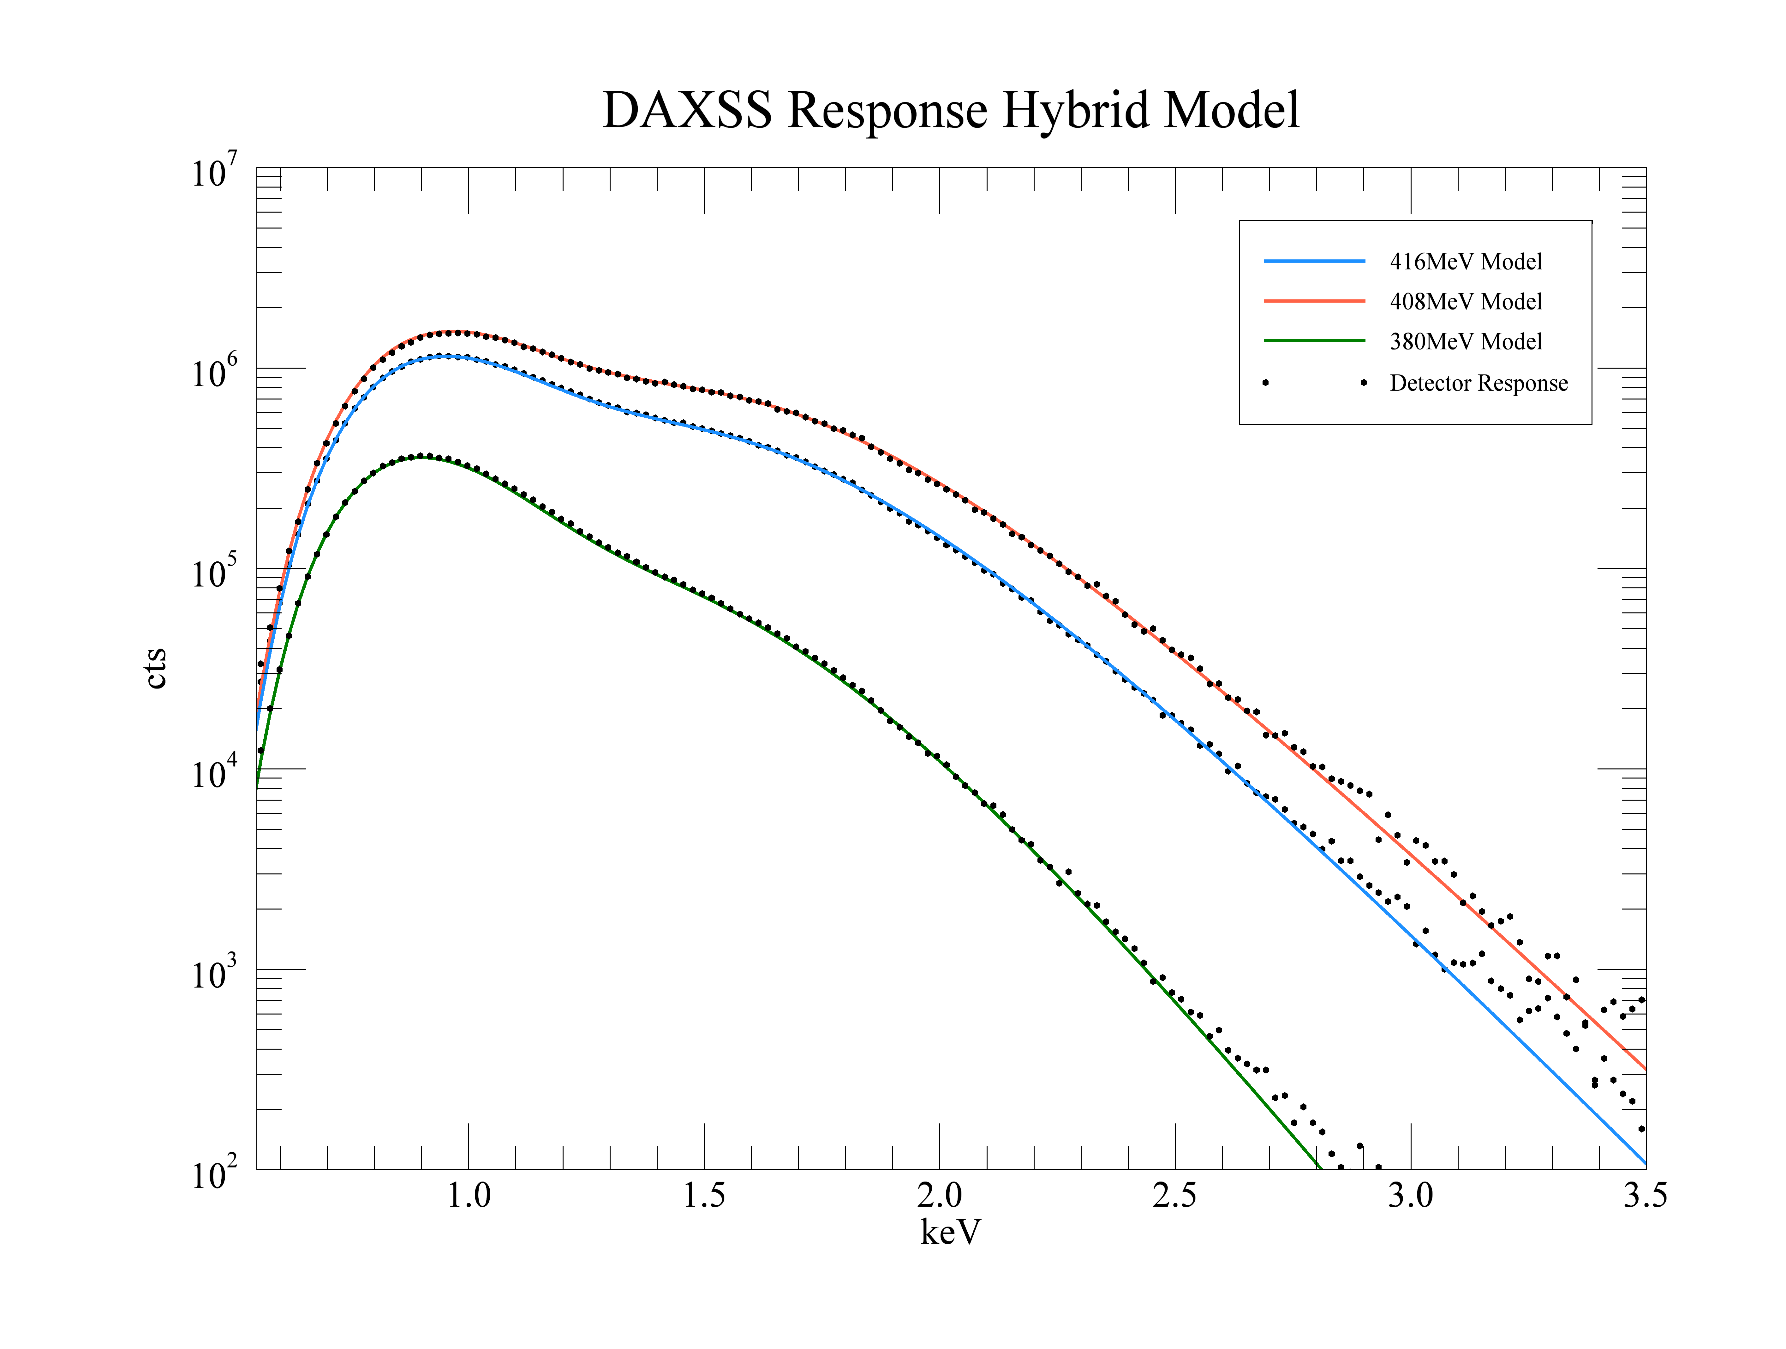 DAXSS Response Hybrid Model
10^7
10^6
10^5
10^4
10^3
10^2
cts
416MeV Model
408MeV Model
380MeV Model
Detector Response
1.0 1.5 2.0 2.5 3.0 3.5
keV